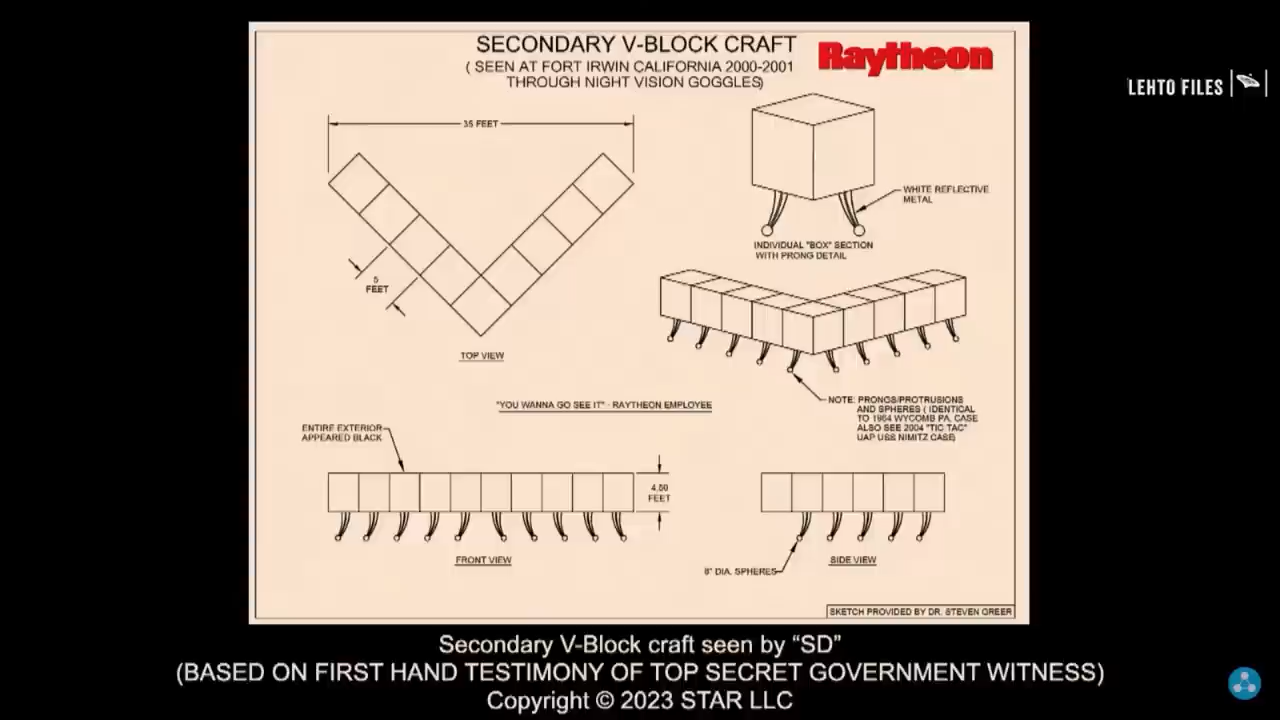 SECONDARY V-BLOCK CRAFT
( SEEN AT FORT IRWIN CALIFORNIA 2000-2001
THROUGH NIGHT VISION GOGGLES)
Raytheon
LEHTO FILES
35 FEET
WHITE REFLECTIVE
METAL
INDIVIDUAL "BOX" SECTION
WITH PRONG DETAIL
5
FEET
TOP VIEW
NOTE: PRONGS/PROTRUSIONS
AND SPHERES ( IDENTICAL
TO 1964 WYCOMB PA. CASE
ALSO SEE 2004 "TIC TAC"
UAP USS NIMITZ CASE)
"YOU WANNA GO SEE IT" - RAYTHEON EMPLOYEE
ENTIRE EXTERIOR
APPEARED BLACK
4.50
FEET
FRONT VIEW
SIDE VIEW
8" DIA. SPHERES
SKETCH PROVIDED BY DR. STEVEN GREER
Secondary V-Block craft seen by “SD”
(BASED ON FIRST HAND TESTIMONY OF TOP SECRET GOVERNMENT WITNESS)
Copyright © 2023 STAR LLC